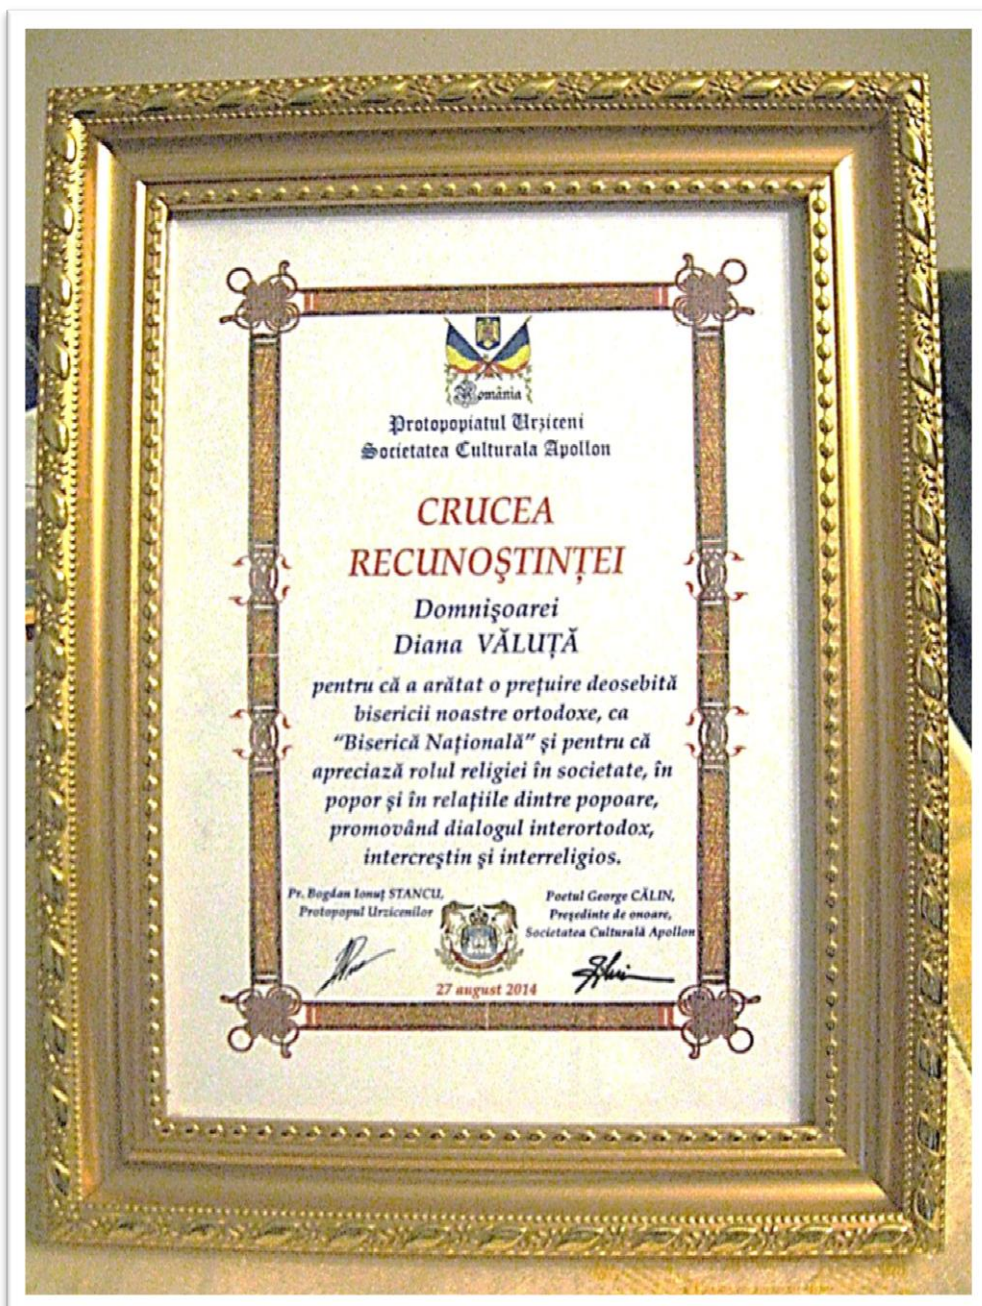 România
Protopopiatul Urziceni
Societatea Culturala Apollon
CRUCEA
RECUNOŞTINŢEI
Domnişoarei
Diana VĂLUŢĂ
pentru că a arătat o preţuire deosebită
bisericii noastre ortodoxe, ca
“Biserică Naţională” şi pentru că
apreciază rolul religiei în societate, în
popor şi în relaţiile dintre popoare,
promovând dialogul interortodox,
intercreştin şi interreligios.
Pr. Bogdan Ionuţ STANCU,
Protopopul Urzicenilor
Poetul George CĂLIN,
Preşedinte de onoare,
Societatea Culturală Apollon
27 august 2014